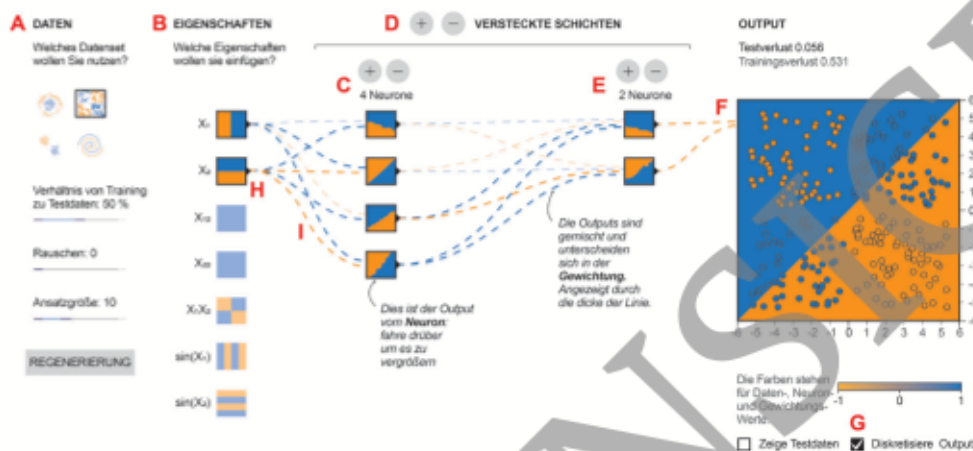 A DATEN
Welches Datenset
wollen Sie nutzen?
Verhältnis von Training
zu Testdaten: 50 %
Rauschen: 0
Ansatzgröße: 10
REGENERIERUNG
B EIGENSCHAFTEN
Welche Eigenschaften
wollen sie einfügen?
X₁
X₂
H
I
X₁X₂
sin(X₁)
sin(X₂)
D + − VERSTECKTE SCHICHTEN
C + −
4 Neurone
E + −
2 Neurone
Dies ist der Output
vom Neuron:
fahre drüber
um es zu
vergrößern
Die Outputs sind
gemischt und
unterscheiden
sich in der
Gewichtung.
Angezeigt durch
die dicke der Linie.
OUTPUT
Testverlust 0.056
Trainingsverlust 0.531
F
-6 -5 -4 -3 -2 -1 0 1 2 3 4 5 6
Die Farben stehen
für Daten-, Neuron-
und Gewichtungs-
Werte.
-1 0 1
G
Zeige Testdaten Diskretisiere Output